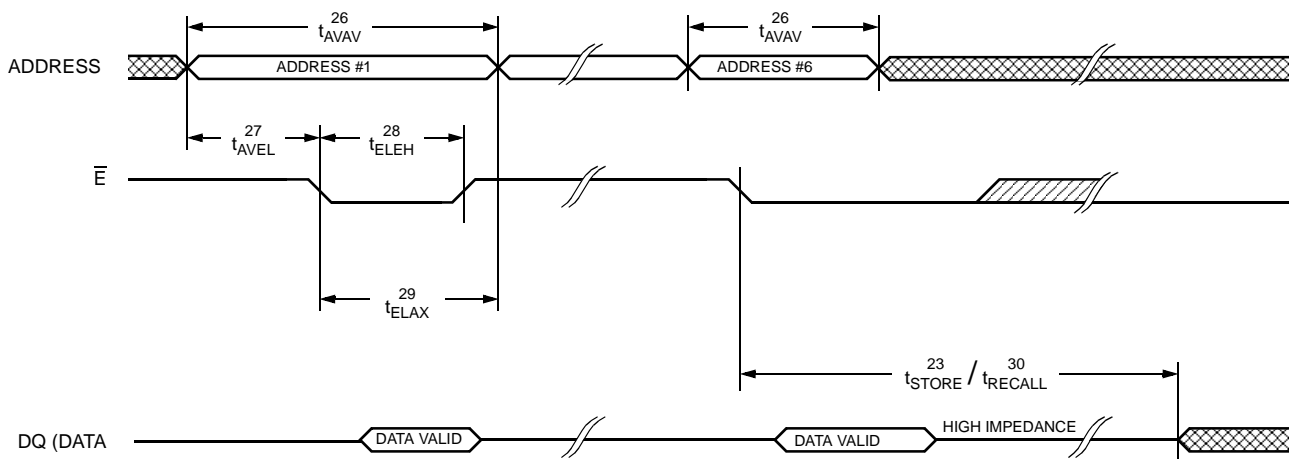 26
tAVAV
26
tAVAV
ADDRESS
ADDRESS #1
ADDRESS #6
27
tAVEL
28
tELEH
E̅
29
tELAX
23
30
tSTORE / tRECALL
DQ (DATA
DATA VALID
DATA VALID
HIGH IMPEDANCE